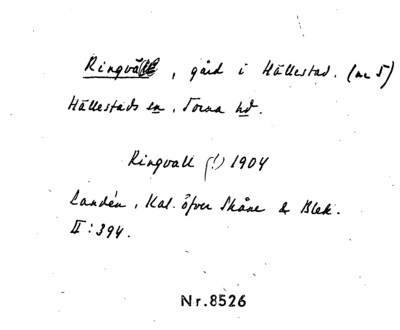 Ringvall, gård i Hällestad. (nr 5)
Hällestads sn, Torna hd.
Ringvall (!) 1904
Landén, Kal. öfver Skåne & Blek.
II:394.
Nr.8526